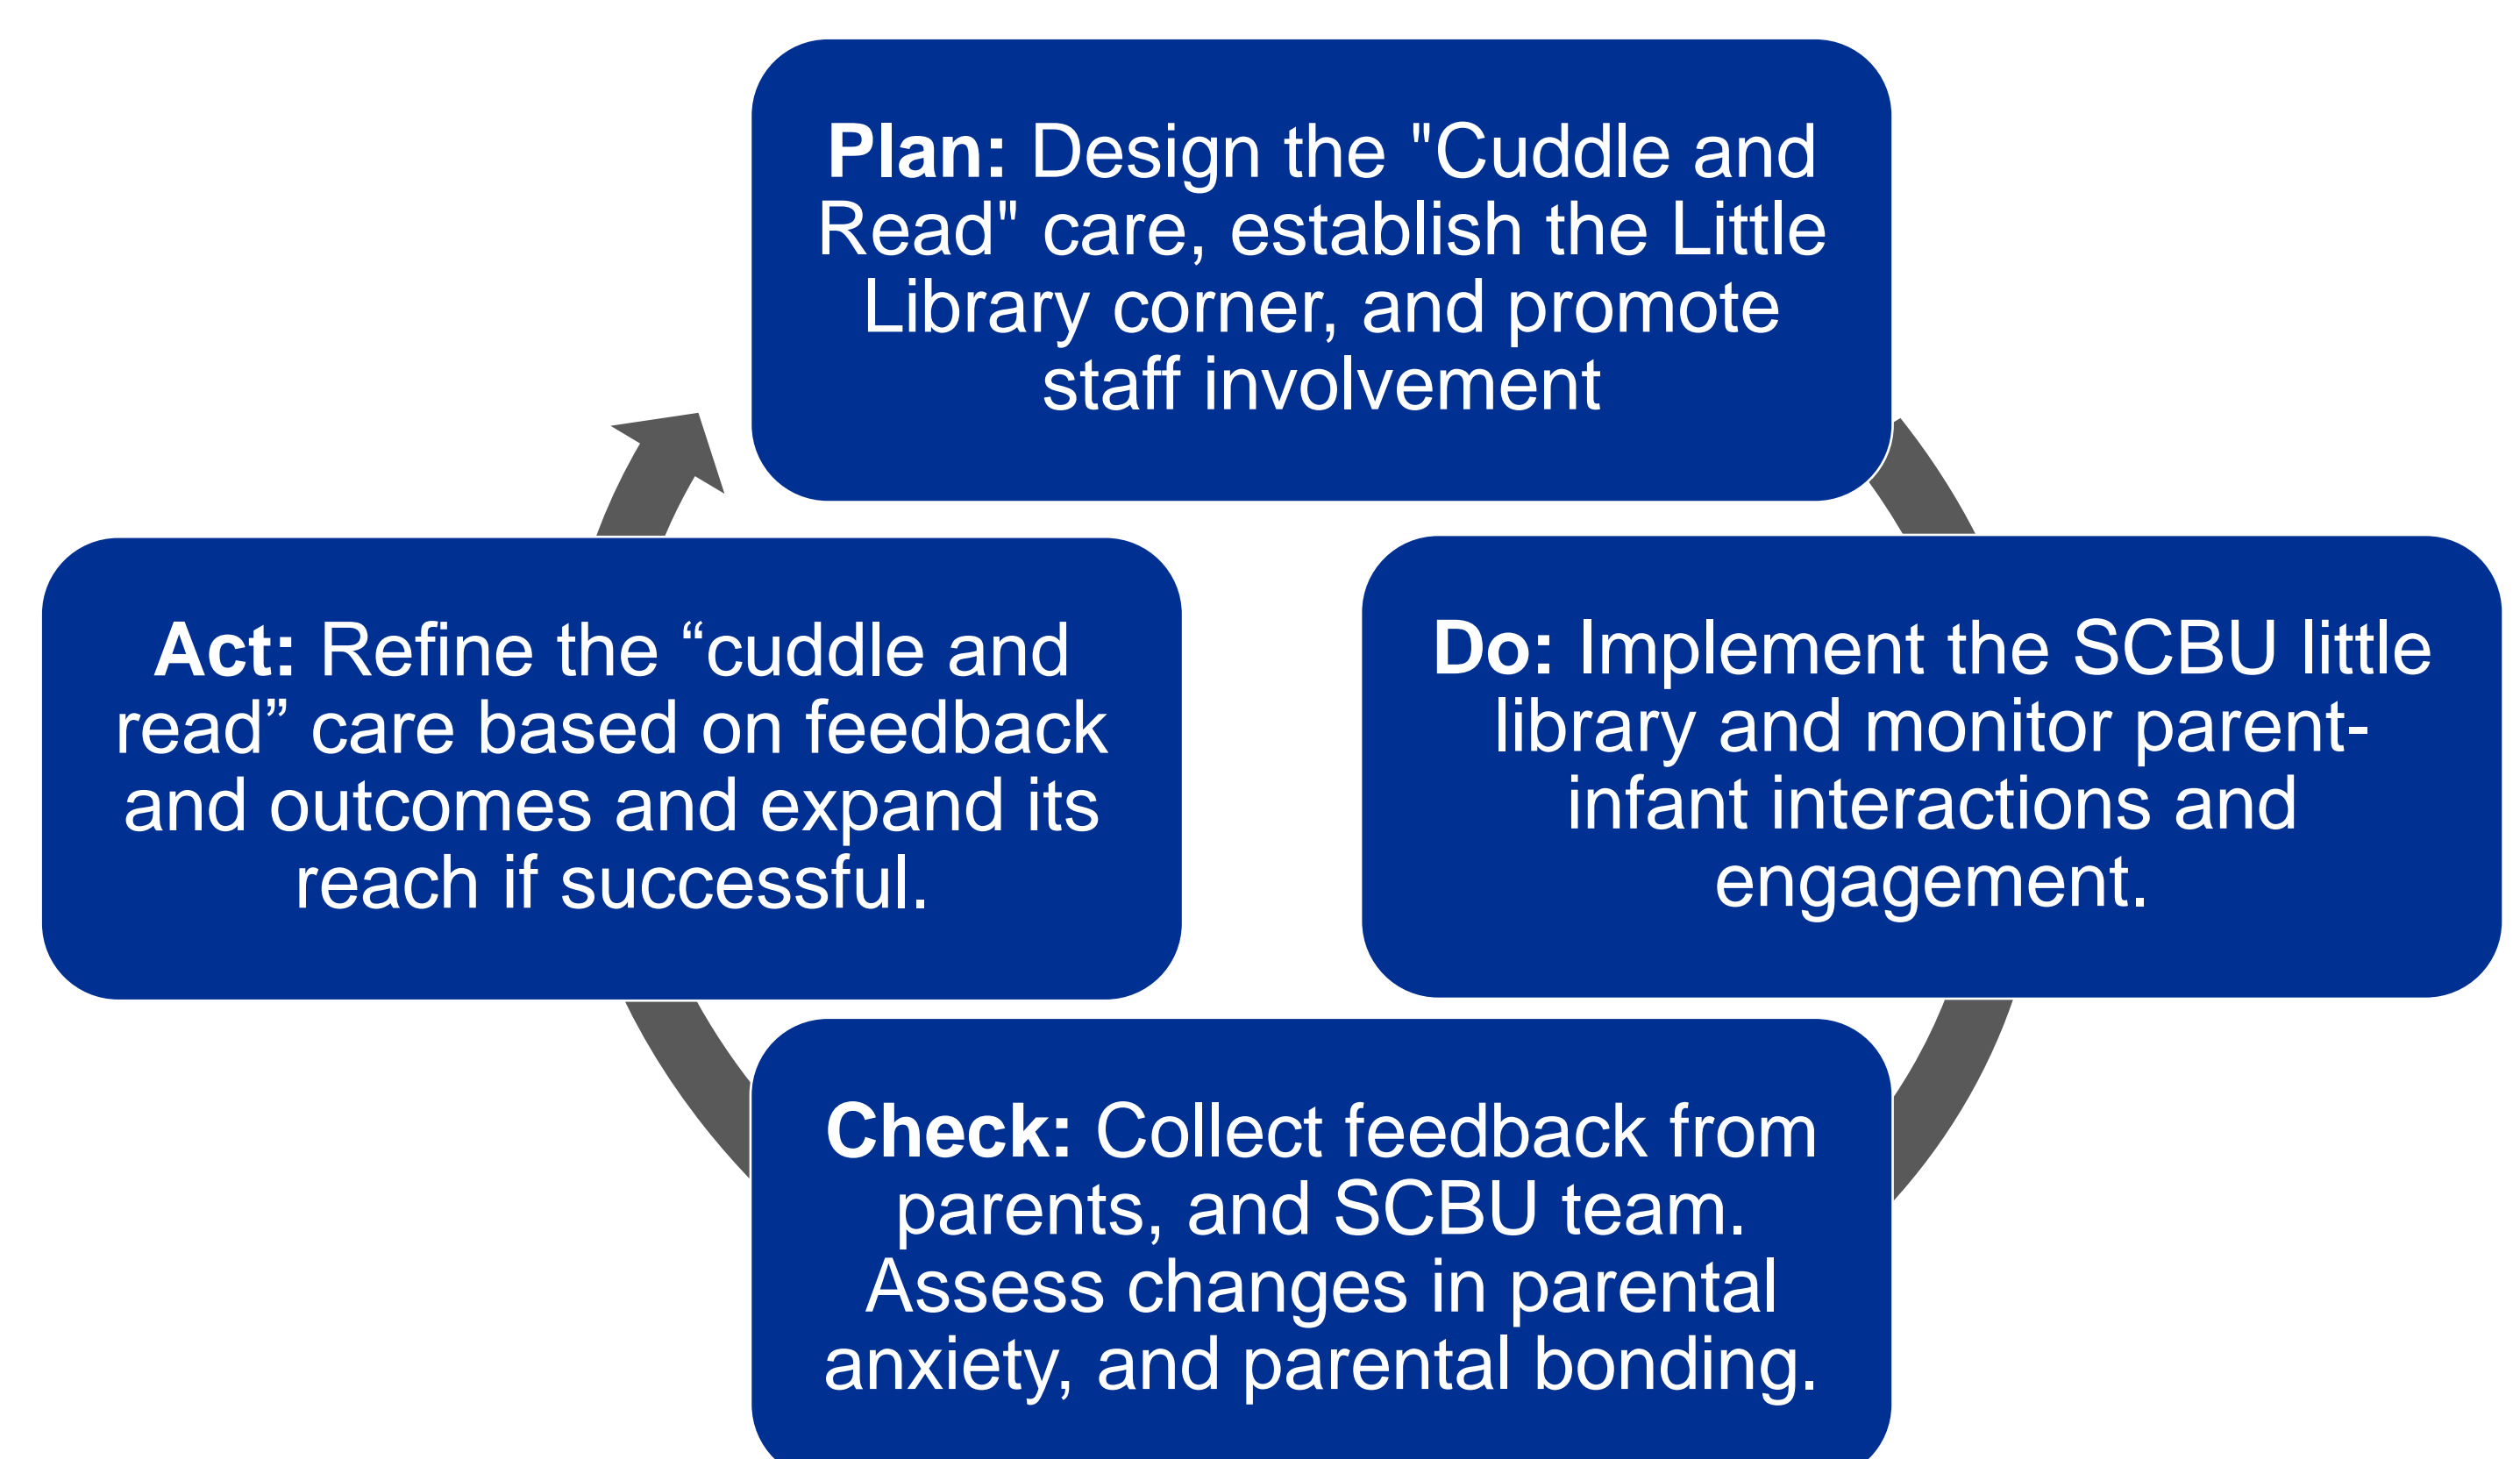 Plan: Design the "Cuddle and
Read" care, establish the Little
Library corner, and promote
staff involvement
Do: Implement the SCBU little
library and monitor parent-
infant interactions and
engagement.
Check: Collect feedback from
parents, and SCBU team.
Assess changes in parental
anxiety, and parental bonding.
Act: Refine the “cuddle and
read” care based on feedback
and outcomes and expand its
reach if successful.